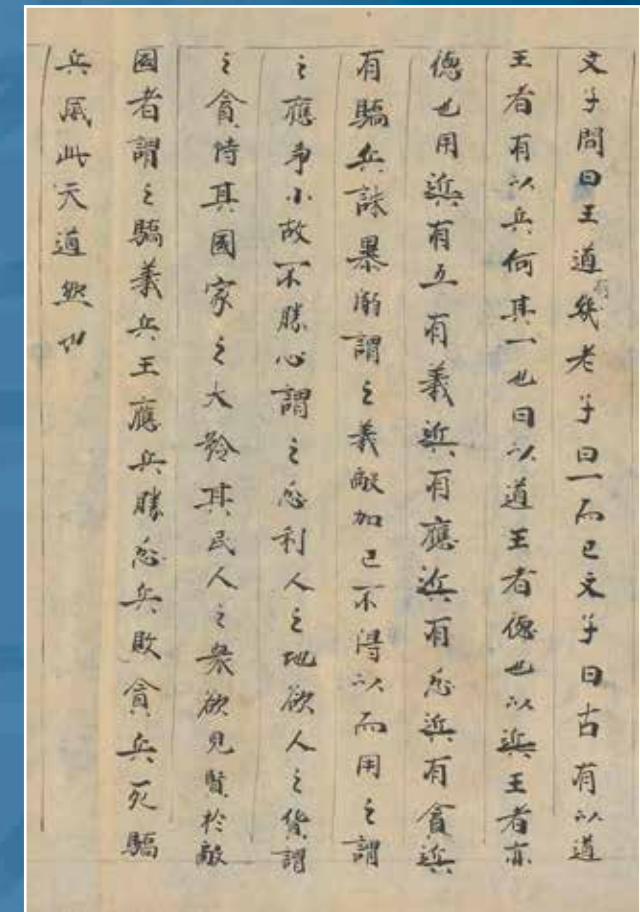 文子問曰王道幾老子曰一而已文子曰古有以道
王者有以兵何其一也曰以道王者德也以兵王者亦
德也用兵有五有義兵有應兵有忿兵有貪兵
有驕兵誅暴溺謂之義敵加己不得以而用之謂
之應爭小故不勝心謂之忿利人之地欲人之貨謂
之貪恃其國家之大矜其民人之衆欲見賢於敵
國者謂之驕義兵王應兵勝忿兵敗貪兵死驕
兵滅此天道然也